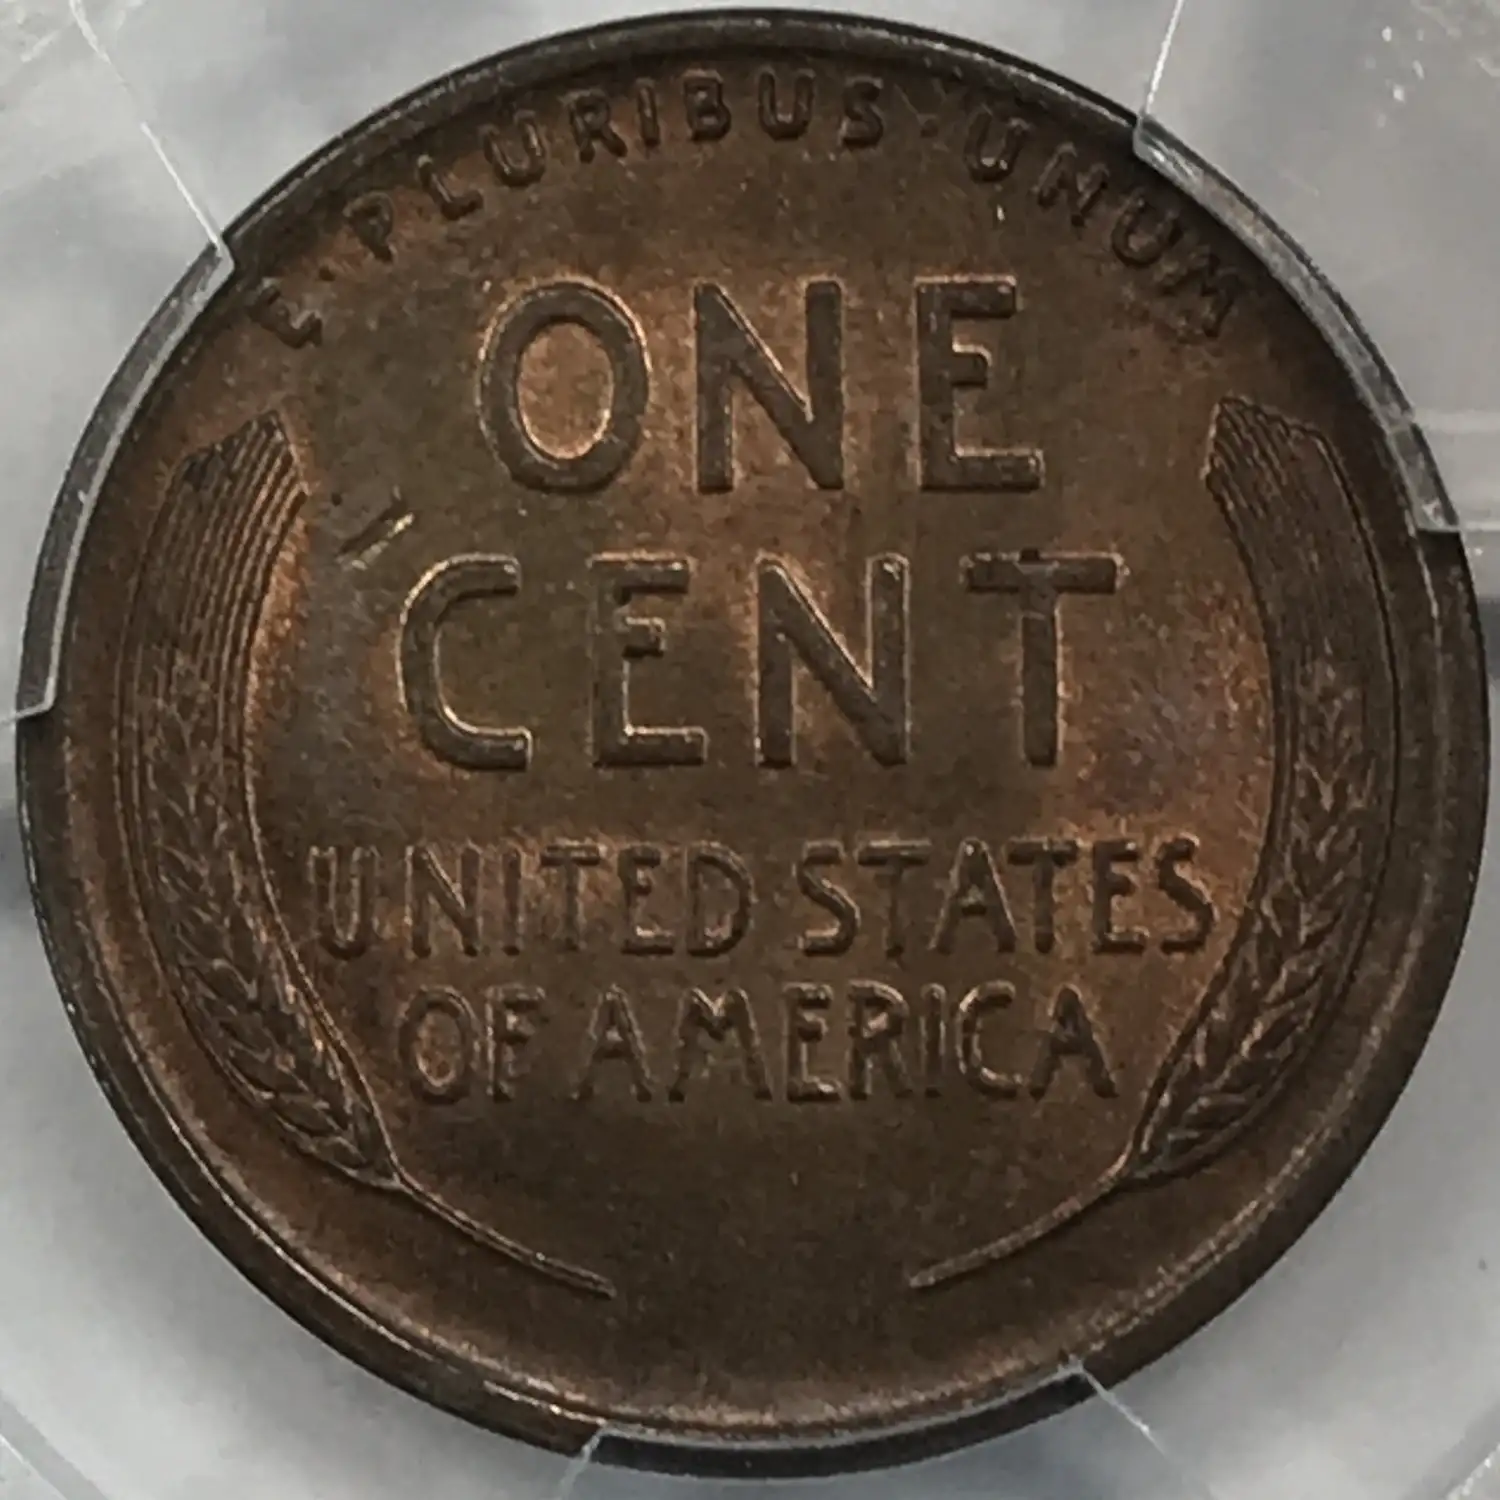 E·PLURIBUS·UNUM
ONE
CENT
UNITED STATES
OF AMERICA